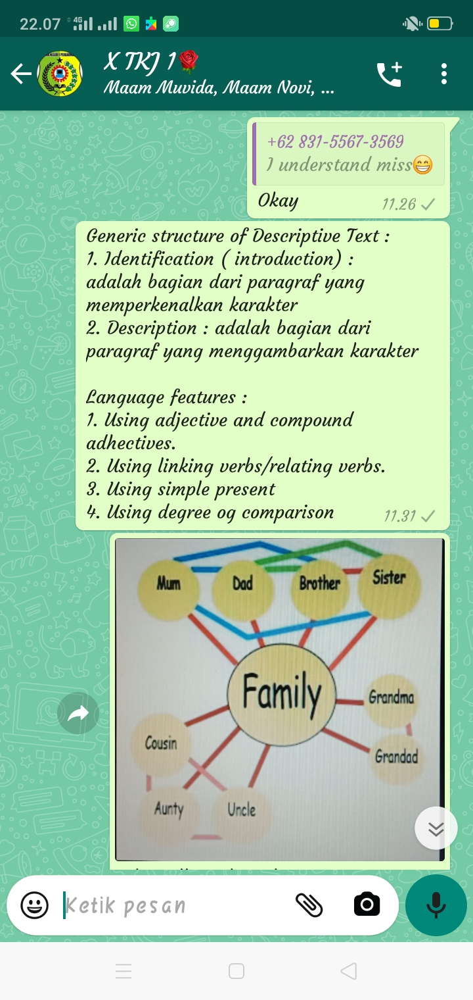 22.07
4G
X TKJ 1🌹
Maam Muvida, Maam Novi, ...
+62 831-5567-3569
I understand miss😁
Okay
11.26
Generic structure of Descriptive Text :
1. Identification ( introduction) :
adalah bagian dari paragraf yang
memperkenalkan karakter
2. Description : adalah bagian dari
paragraf yang menggambarkan karakter
Language features :
1. Using adjective and compound
adhectives.
2. Using linking verbs/relating verbs.
3. Using simple present
4. Using degree og comparison
11.31
Mum
Dad
Brother
Sister
Family
Grandma
Cousin
Grandad
Aunty
Uncle
Ketik pesan